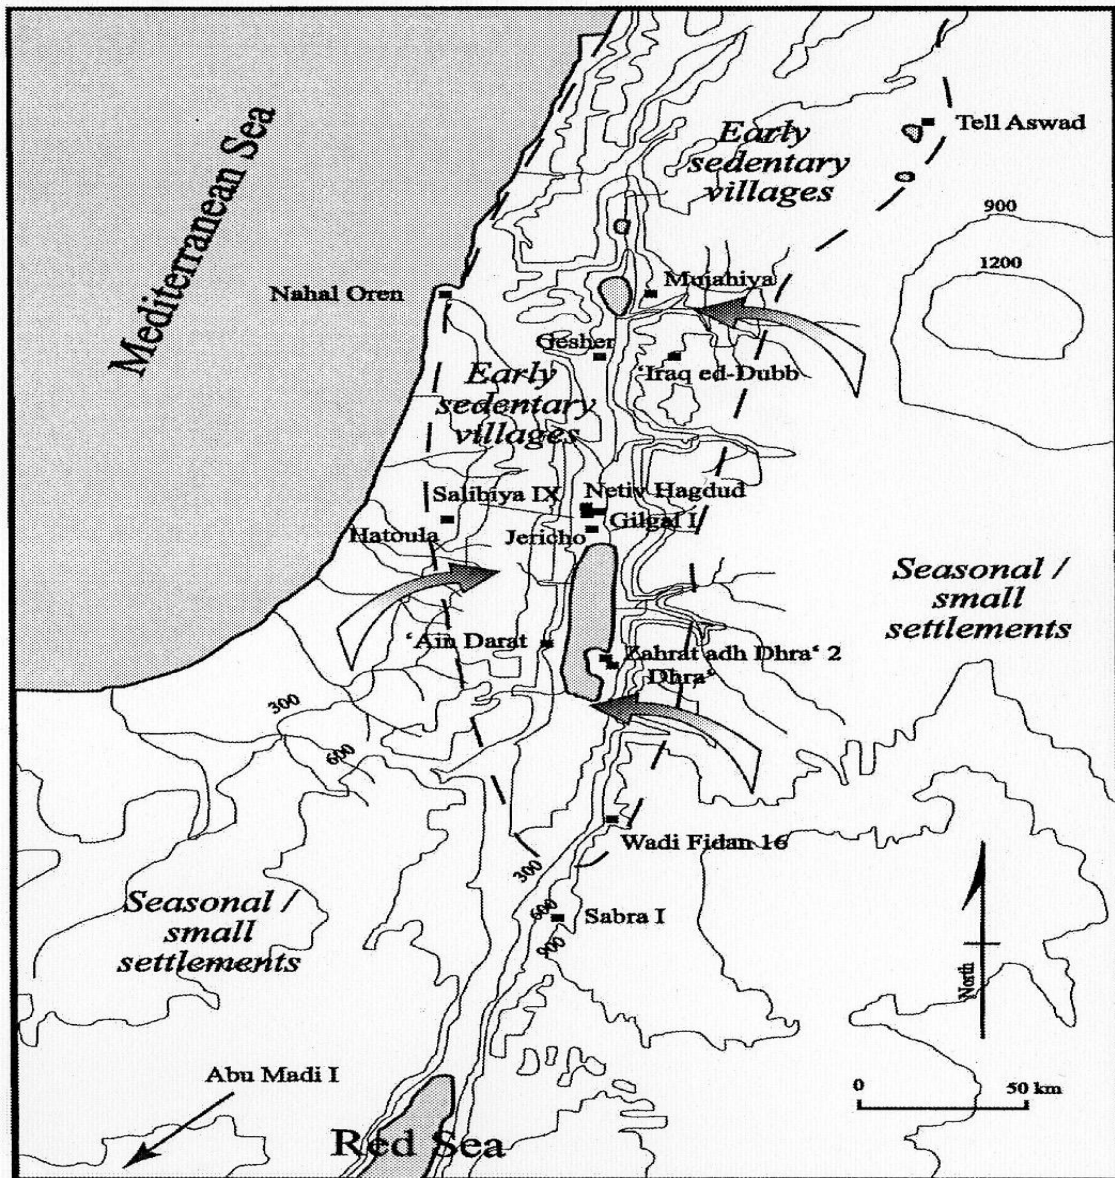 Mediterranean Sea
Early
sedentary
villages
Tell Aswad
900
1200
Nahal Oren
Mujahiya
Gesher
‘Iraq ed-Dubb
Early
sedentary
villages
Salibiya IX
Netiv Hagdud
Hatoula
Jericho
Gilgal I
Seasonal /
small
settlements
‘Ain Darat
Zahrat adh Dhra‘ 2
Dhra‘
300
600
Wadi Fidan 16
300
Seasonal /
small
settlements
600
Sabra I
900
North
Abu Madi I
0
50 km
Red Sea